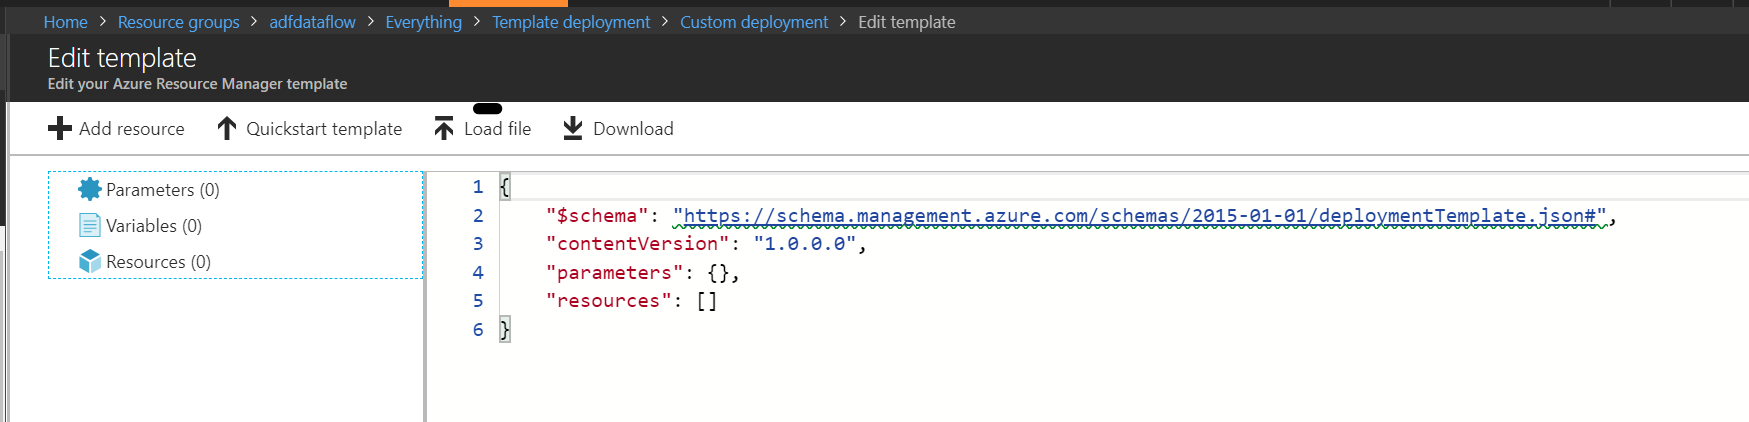 Home > Resource groups > adfdataflow > Everything > Template deployment > Custom deployment > Edit template
Edit template
Edit your Azure Resource Manager template
Add resource Quickstart template Load file Download
Parameters (0)
Variables (0)
Resources (0)
1 {
2 "$schema": "https://schema.management.azure.com/schemas/2015-01-01/deploymentTemplate.json#",
3 "contentVersion": "1.0.0.0",
4 "parameters": {},
5 "resources": []
6 }